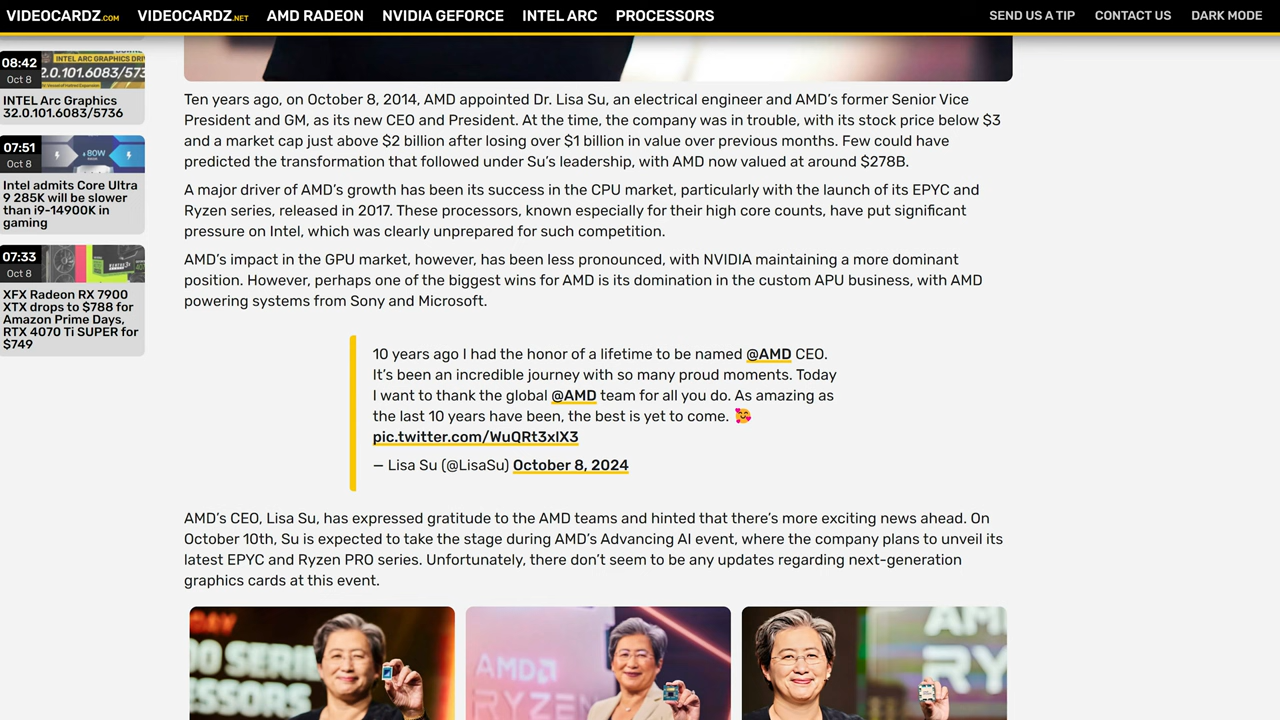 VIDEOCARDZ.COM VIDEOCARDZ.NET AMD RADEON NVIDIA GEFORCE INTEL ARC PROCESSORS SEND US A TIP CONTACT US DARK MODE
08:42
Oct 8
INTEL ARC GRAPHICS DRI
2.0.101.6083/573
INTEL Arc Graphics
32.0.101.6083/5736
07:51
Oct 8
80W
Intel admits Core Ultra
9 285K will be slower
than i9-14900K in
gaming
07:33
Oct 8
XFX Radeon RX 7900
XTX drops to $788 for
Amazon Prime Days,
RTX 4070 Ti SUPER for
$749
Ten years ago, on October 8, 2014, AMD appointed Dr. Lisa Su, an electrical engineer and AMD’s former Senior Vice
President and GM, as its new CEO and President. At the time, the company was in trouble, with its stock price below $3
and a market cap just above $2 billion after losing over $1 billion in value over previous months. Few could have
predicted the transformation that followed under Su’s leadership, with AMD now valued at around $278B.
A major driver of AMD’s growth has been its success in the CPU market, particularly with the launch of its EPYC and
Ryzen series, released in 2017. These processors, known especially for their high core counts, have put significant
pressure on Intel, which was clearly unprepared for such competition.
AMD’s impact in the GPU market, however, has been less pronounced, with NVIDIA maintaining a more dominant
position. However, perhaps one of the biggest wins for AMD is its domination in the custom APU business, with AMD
powering systems from Sony and Microsoft.
10 years ago I had the honor of a lifetime to be named @AMD CEO.
It’s been an incredible journey with so many proud moments. Today
I want to thank the global @AMD team for all you do. As amazing as
the last 10 years have been, the best is yet to come. 🥰
pic.twitter.com/WuQRt3xlX3
— Lisa Su (@LisaSu) October 8, 2024
AMD’s CEO, Lisa Su, has expressed gratitude to the AMD teams and hinted that there’s more exciting news ahead. On
October 10th, Su is expected to take the stage during AMD’s Advancing AI event, where the company plans to unveil its
latest EPYC and Ryzen PRO series. Unfortunately, there don’t seem to be any updates regarding next-generation
graphics cards at this event.
00 SERI
ESSORS
AMD
RYZEN
AM
RY